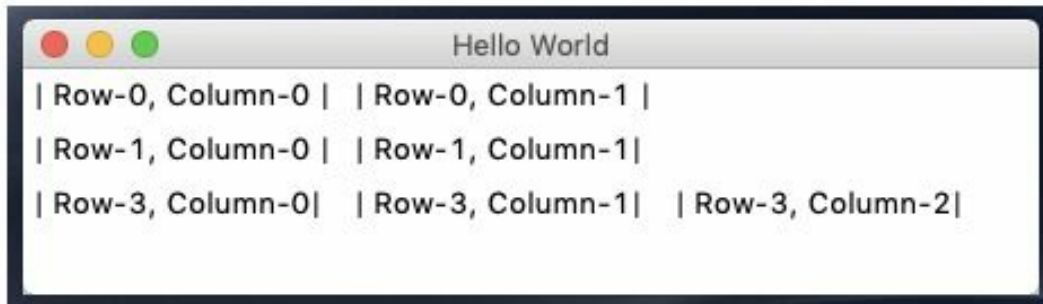 Hello World
| Row-0, Column-0 | | Row-0, Column-1 |
| Row-1, Column-0 | | Row-1, Column-1|
| Row-3, Column-0| | Row-3, Column-1| | Row-3, Column-2|